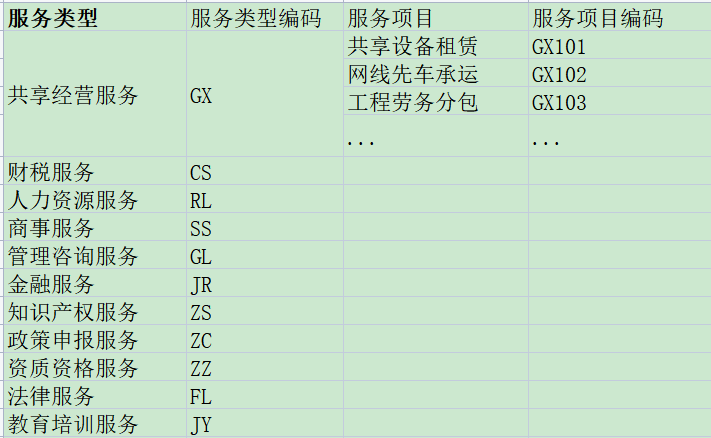 服务类型 服务类型编码 服务项目 服务项目编码
共享设备租赁 GX101
网线先车承运 GX102
共享经营服务 GX 工程劳务分包 GX103
... ...
财税服务 CS
人力资源服务 RL
商事服务 SS
管理咨询服务 GL
金融服务 JR
知识产权服务 ZS
政策申报服务 ZC
资质资格服务 ZZ
法律服务 FL
教育培训服务 JY